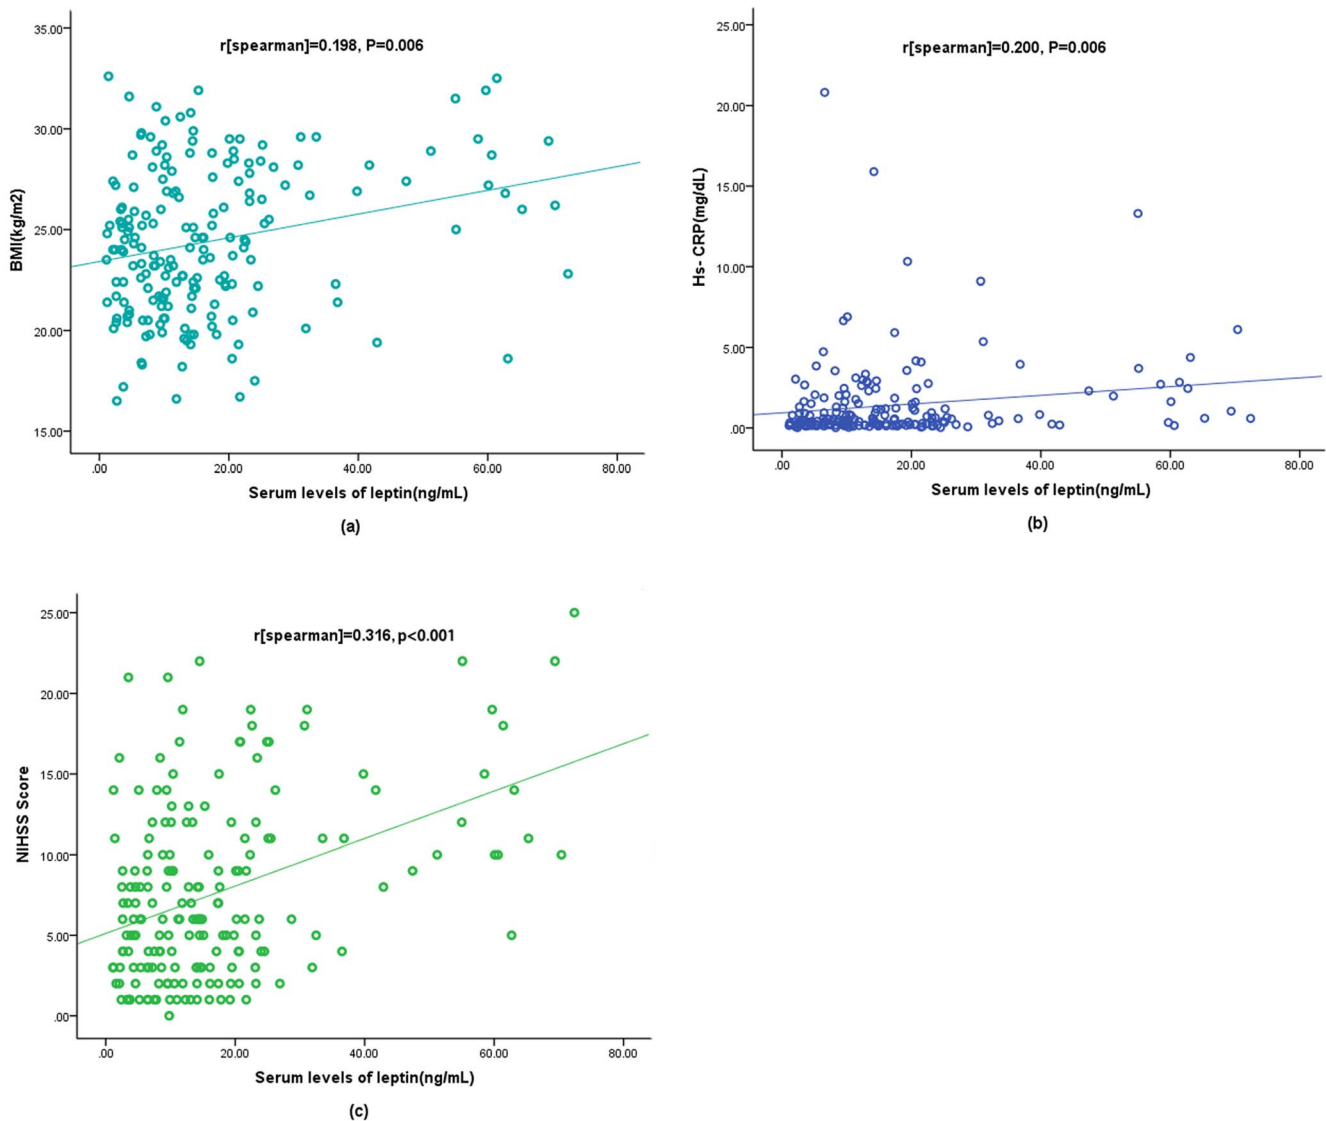 r[spearman]=0.198, P=0.006
35.00
30.00
25.00
20.00
15.00
BMI(kg/m2)
.00 20.00 40.00 60.00 80.00
Serum levels of leptin(ng/mL)
(a)
r[spearman]=0.200, P=0.006
25.00
20.00
15.00
10.00
5.00
.00
Hs- CRP(mg/dL)
.00 20.00 40.00 60.00 80.00
Serum levels of leptin(ng/mL)
(b)
r[spearman]=0.316, p<0.001
25.00
20.00
15.00
10.00
5.00
.00
NIHSS Score
.00 20.00 40.00 60.00 80.00
Serum levels of leptin(ng/mL)
(c)